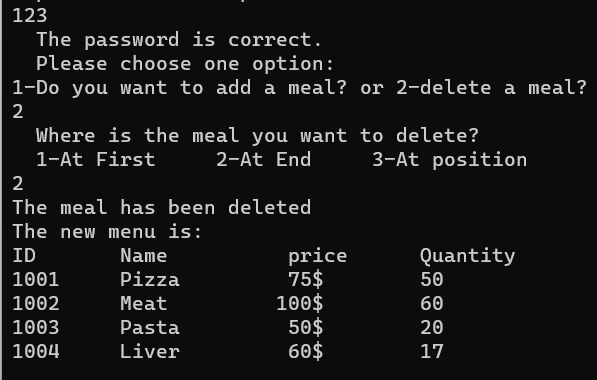 123
The password is correct.
Please choose one option:
1-Do you want to add a meal? or 2-delete a meal?
2
Where is the meal you want to delete?
1-At First 2-At End 3-At position
2
The meal has been deleted
The new menu is:
ID Name price Quantity
1001 Pizza 75$ 50
1002 Meat 100$ 60
1003 Pasta 50$ 20
1004 Liver 60$ 17